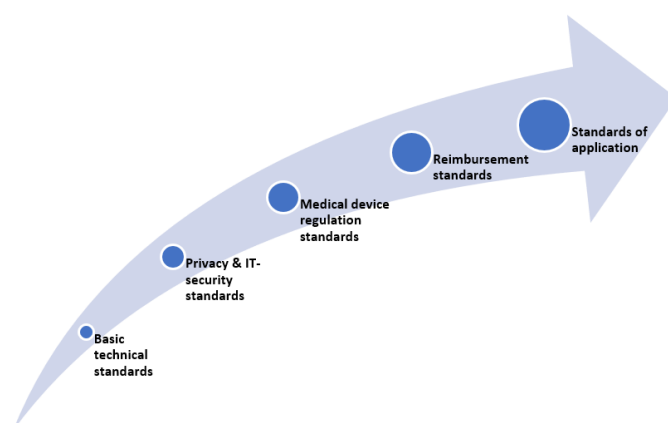 Standards of
application
Reimbursement
standards
Medical device
regulation
standards
Privacy & IT-
security
standards
Basic
technical
standards